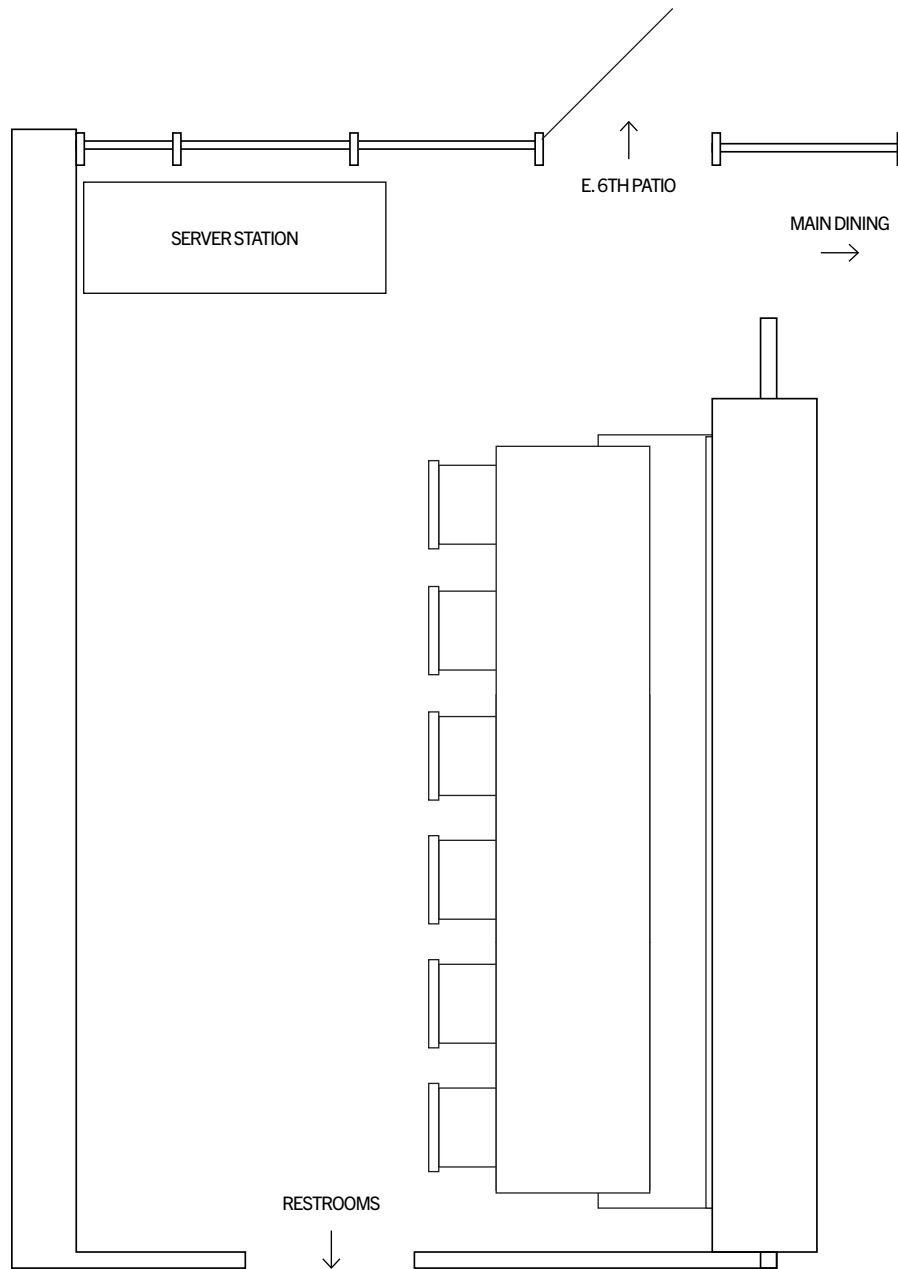 E. 6TH PATIO
MAIN DINING
SERVER STATION
RESTROOMS